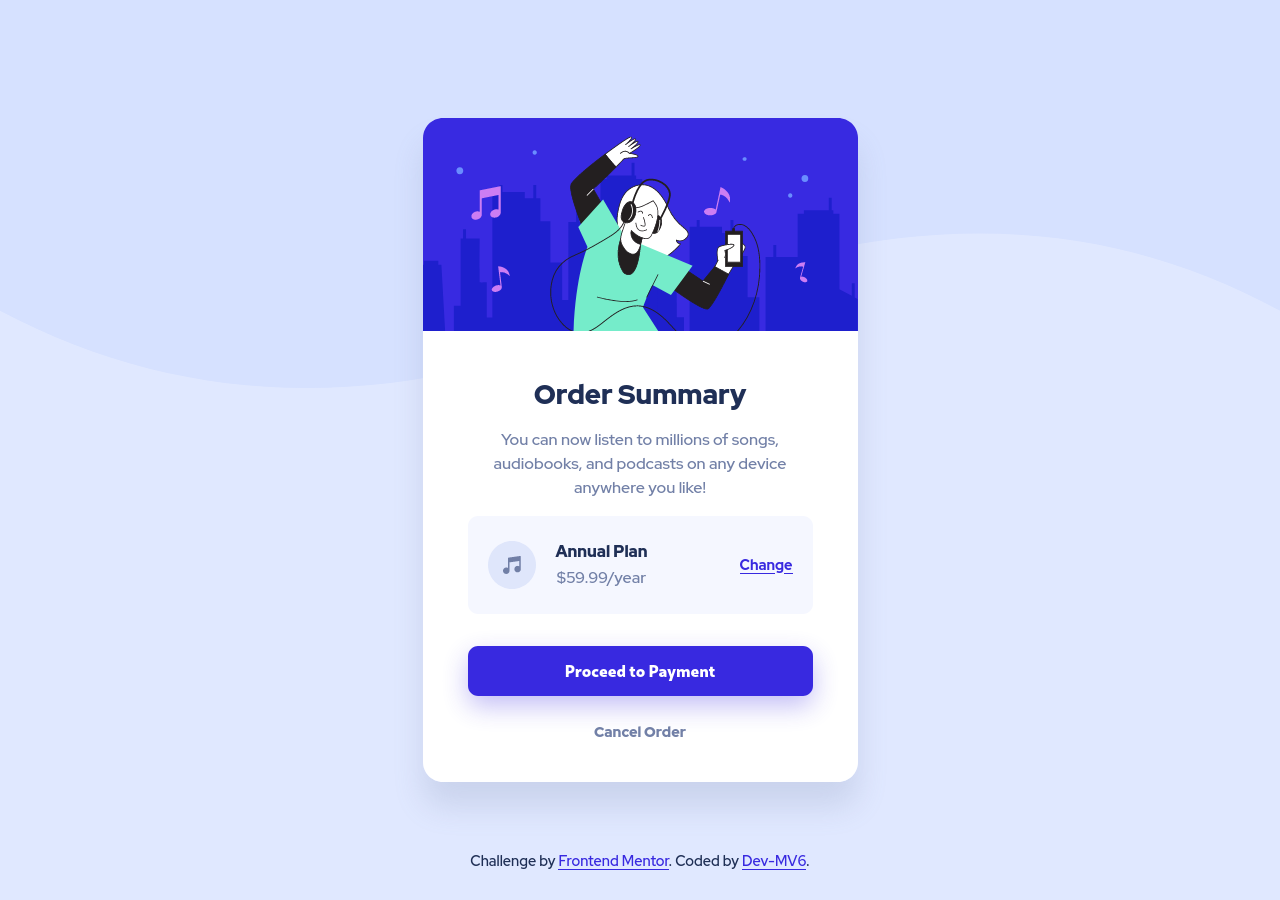 Order Summary
You can now listen to millions of songs,
audiobooks, and podcasts on any device
anywhere you like!
Annual Plan
$59.99/year
Change
Proceed to Payment
Cancel Order
Challenge by Frontend Mentor. Coded by Dev-MV6.